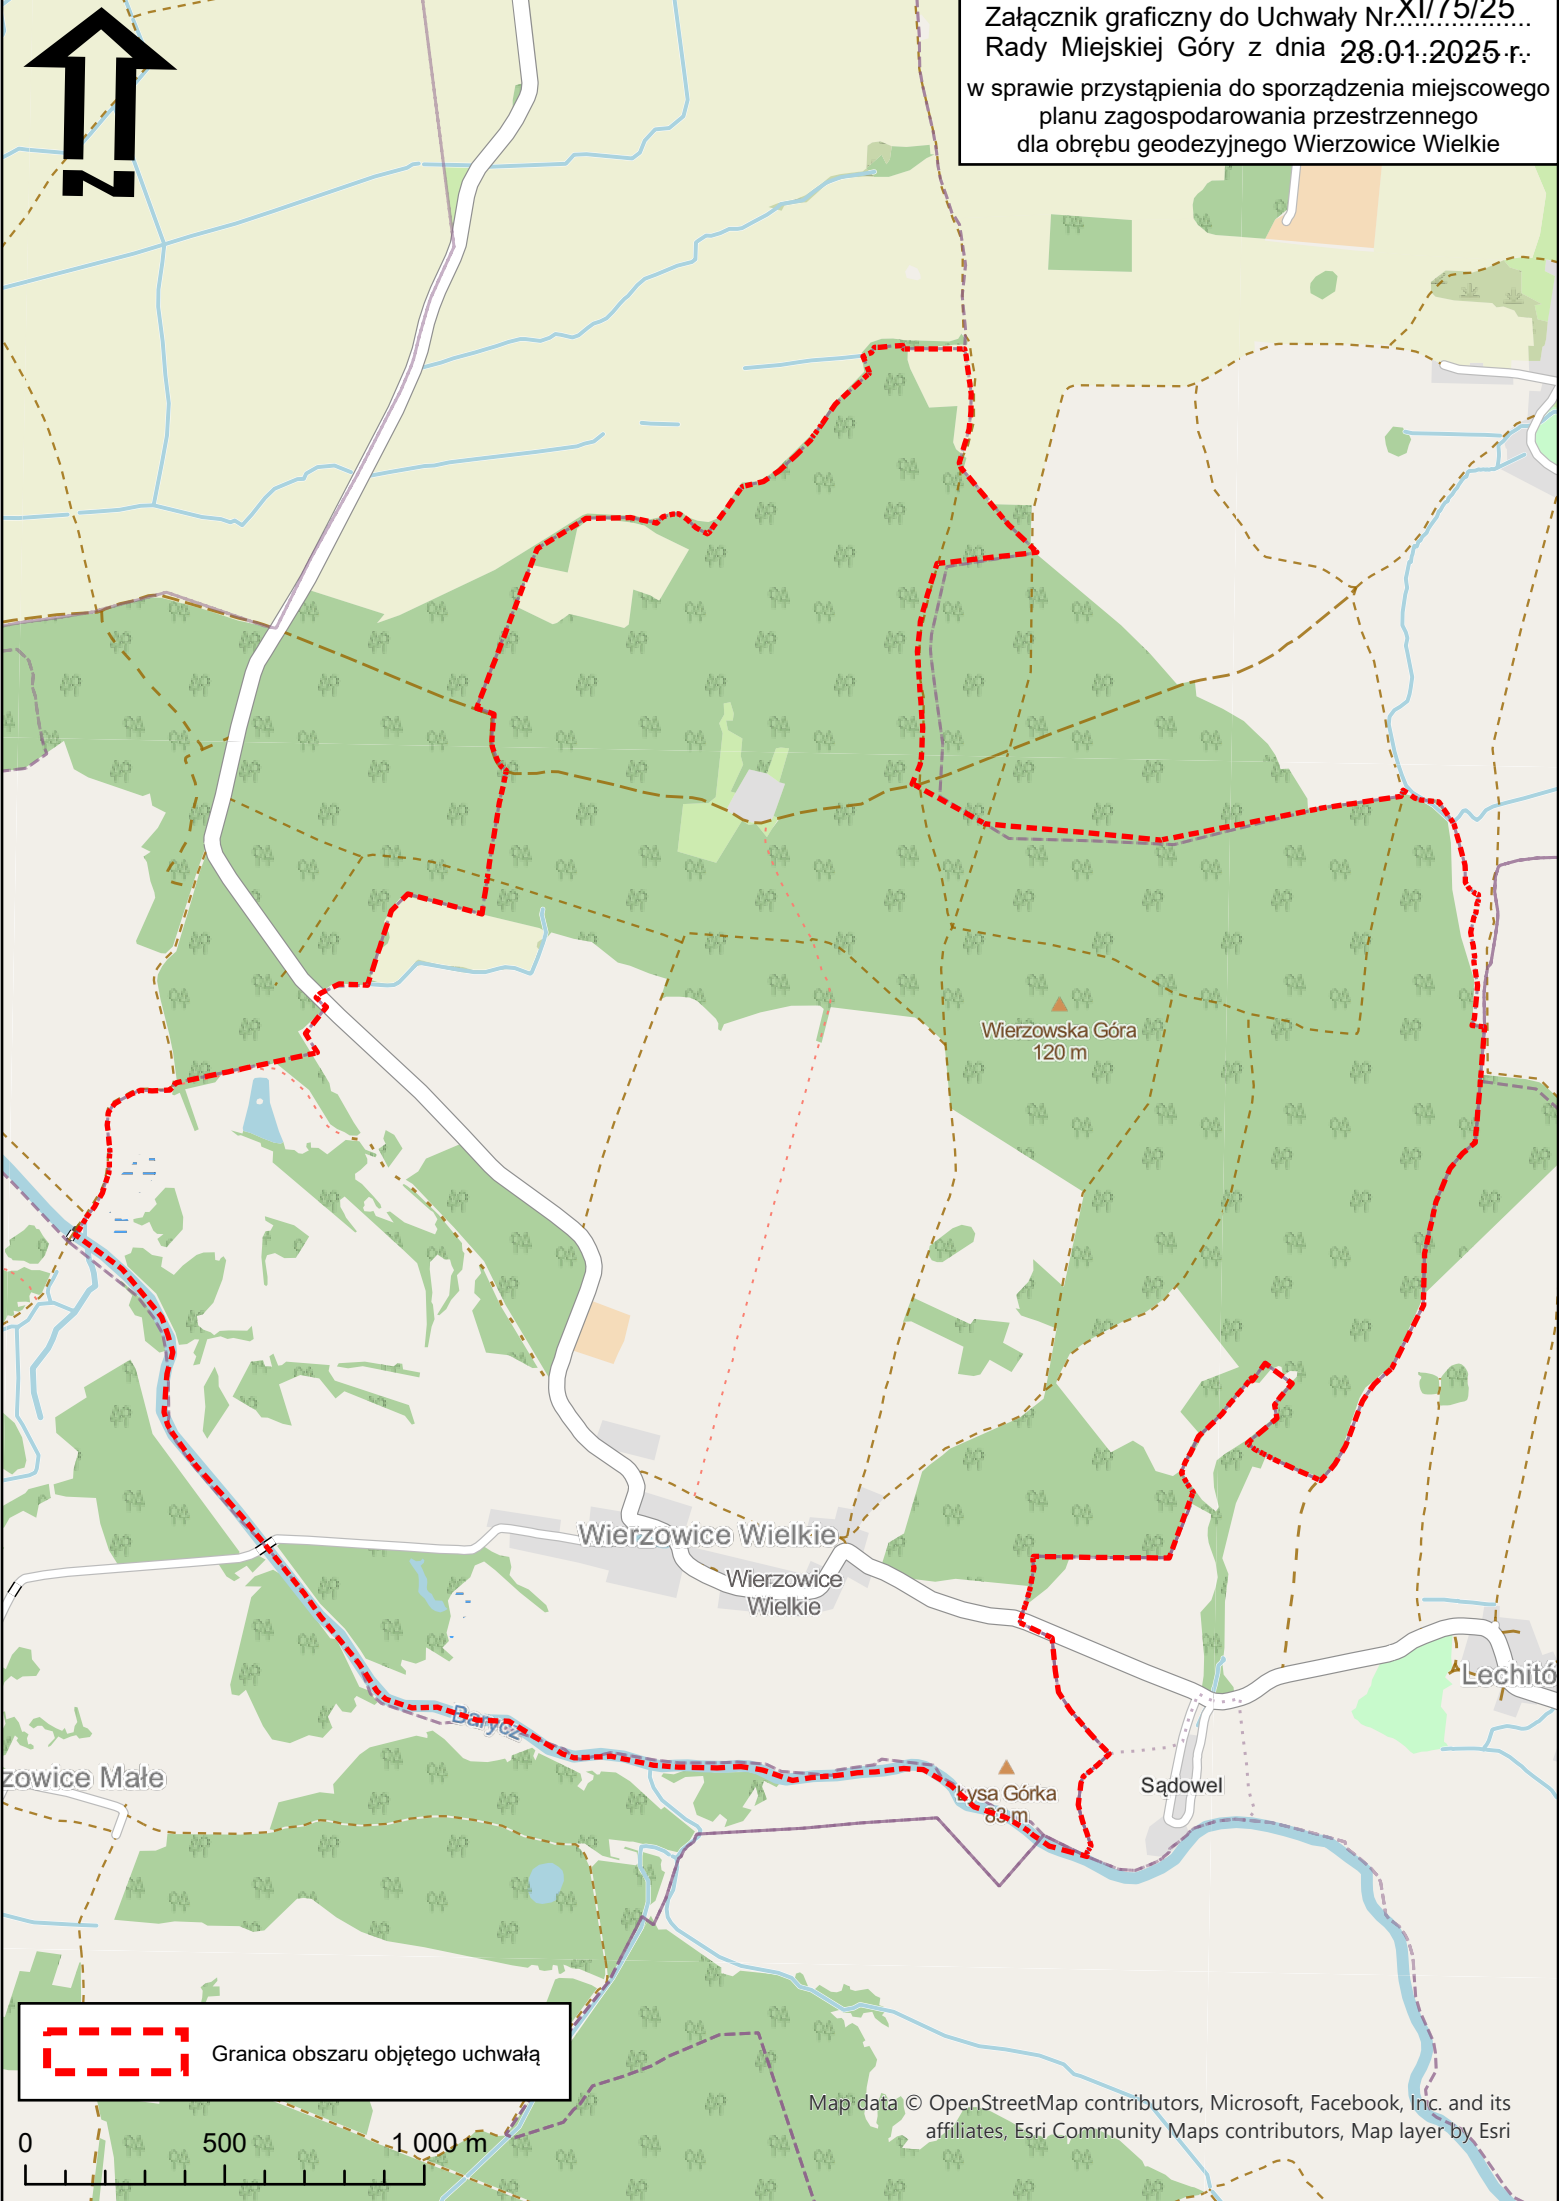 Załącznik graficzny do Uchwały Nr XI/75/25
Rady Miejskiej Góry z dnia 28.01.2025 r.
w sprawie przystąpienia do sporządzenia miejscowego
planu zagospodarowania przestrzennego
dla obrębu geodezyjnego Wierzowice Wielkie
N
Wierzowska Góra
120 m
Wierzowice Wielkie
Wierzowice
Wielkie
Lechitó
Barycz
zowice Małe
Łysa Górka
83 m
Sądowel
Granica obszaru objętego uchwałą
Map data © OpenStreetMap contributors, Microsoft, Facebook, Inc. and its
affiliates, Esri Community Maps contributors, Map layer by Esri
0 500 1 000 m